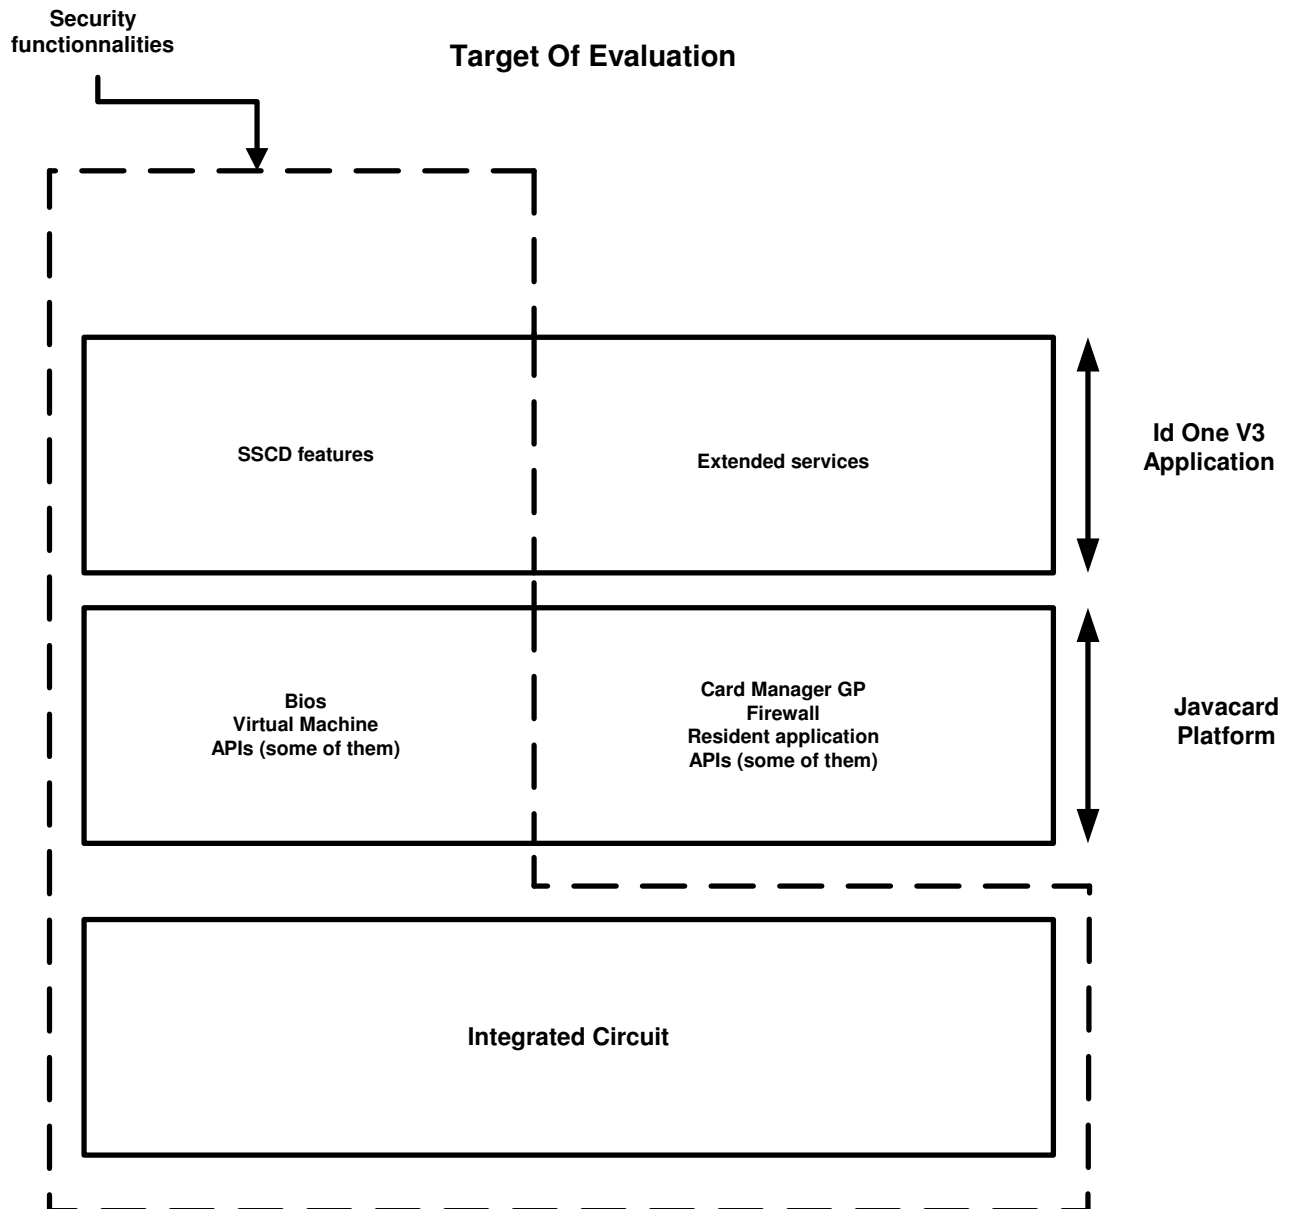 Security
functionnalities
Target Of Evaluation
SSCD features
Extended services
Id One V3
Application
Bios
Virtual Machine
APIs (some of them)
Card Manager GP
Firewall
Resident application
APIs (some of them)
Javacard
Platform
Integrated Circuit